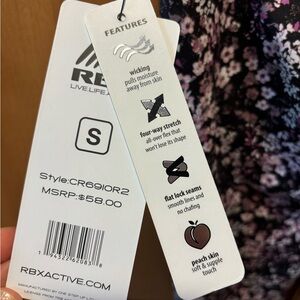 RB
LIVE.LIFE.
S
Style:CR6910R2
MSRP:$58.00
RBXACTIVE.COM
FEATURES
wicking
pulls moisture
away from skin
four-way stretch
all-over flex that
won't lose its shape
flat lock seams
smooth lines and
no chafing
peach skin
soft & supple
touch